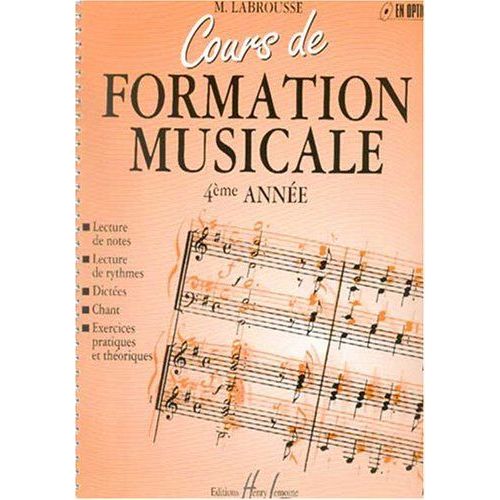 M. LABROUSSE
EN OPTI
Cours de
FORMATION
MUSICALE
4ème ANNÉE
Lecture
de notes
Lecture
de rythmes
Dictées
Chant
Exercices
pratiques
et théoriques
Editions Henry Lemoine